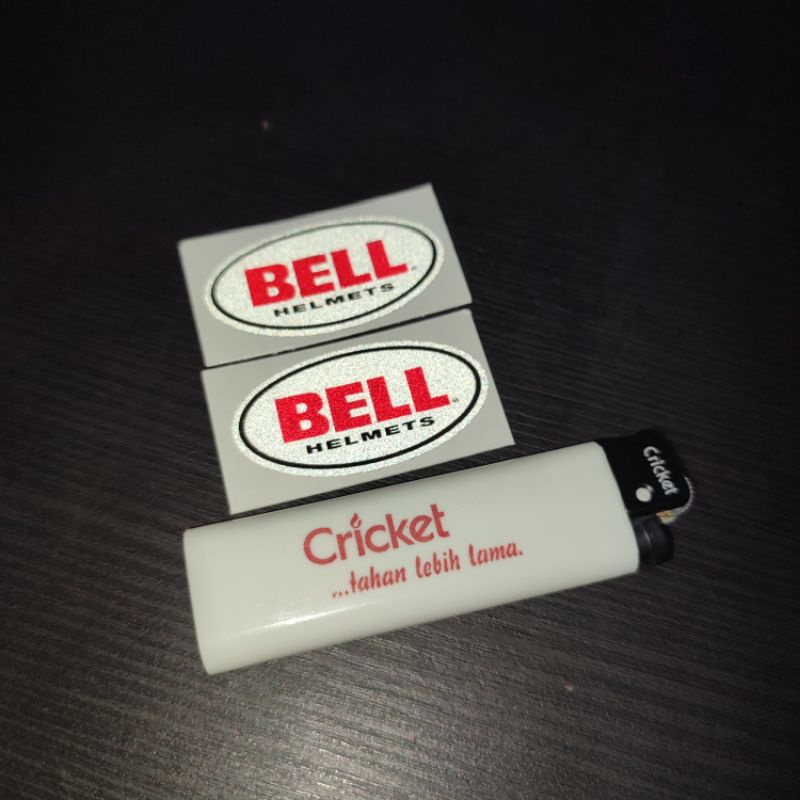 BELL
HELMETS
BELL
HELMETS
Cricket
Cricket
...tahan lebih lama.